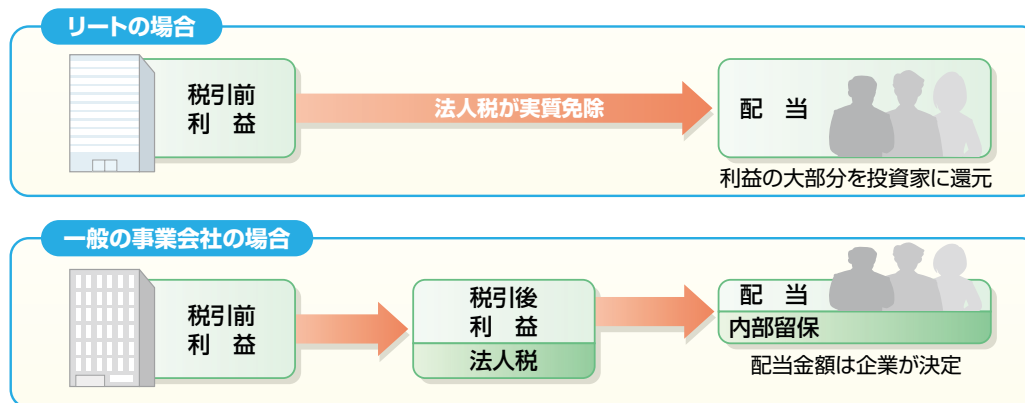 リートの場合
税引前
利　益
法人税が実質免除
配　当
利益の大部分を投資家に還元
一般の事業会社の場合
税引前
利　益
税引後
利　益
法人税
配　当
内部留保
配当金額は企業が決定